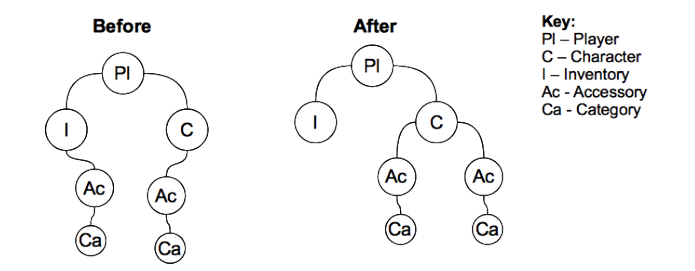 Before
After
Key:
Pl – Player
C – Character
I – Inventory
Ac - Accessory
Ca - Category
Pl
I
C
Ac
Ac
Ca
Ca
Pl
I
C
Ac
Ac
Ca
Ca